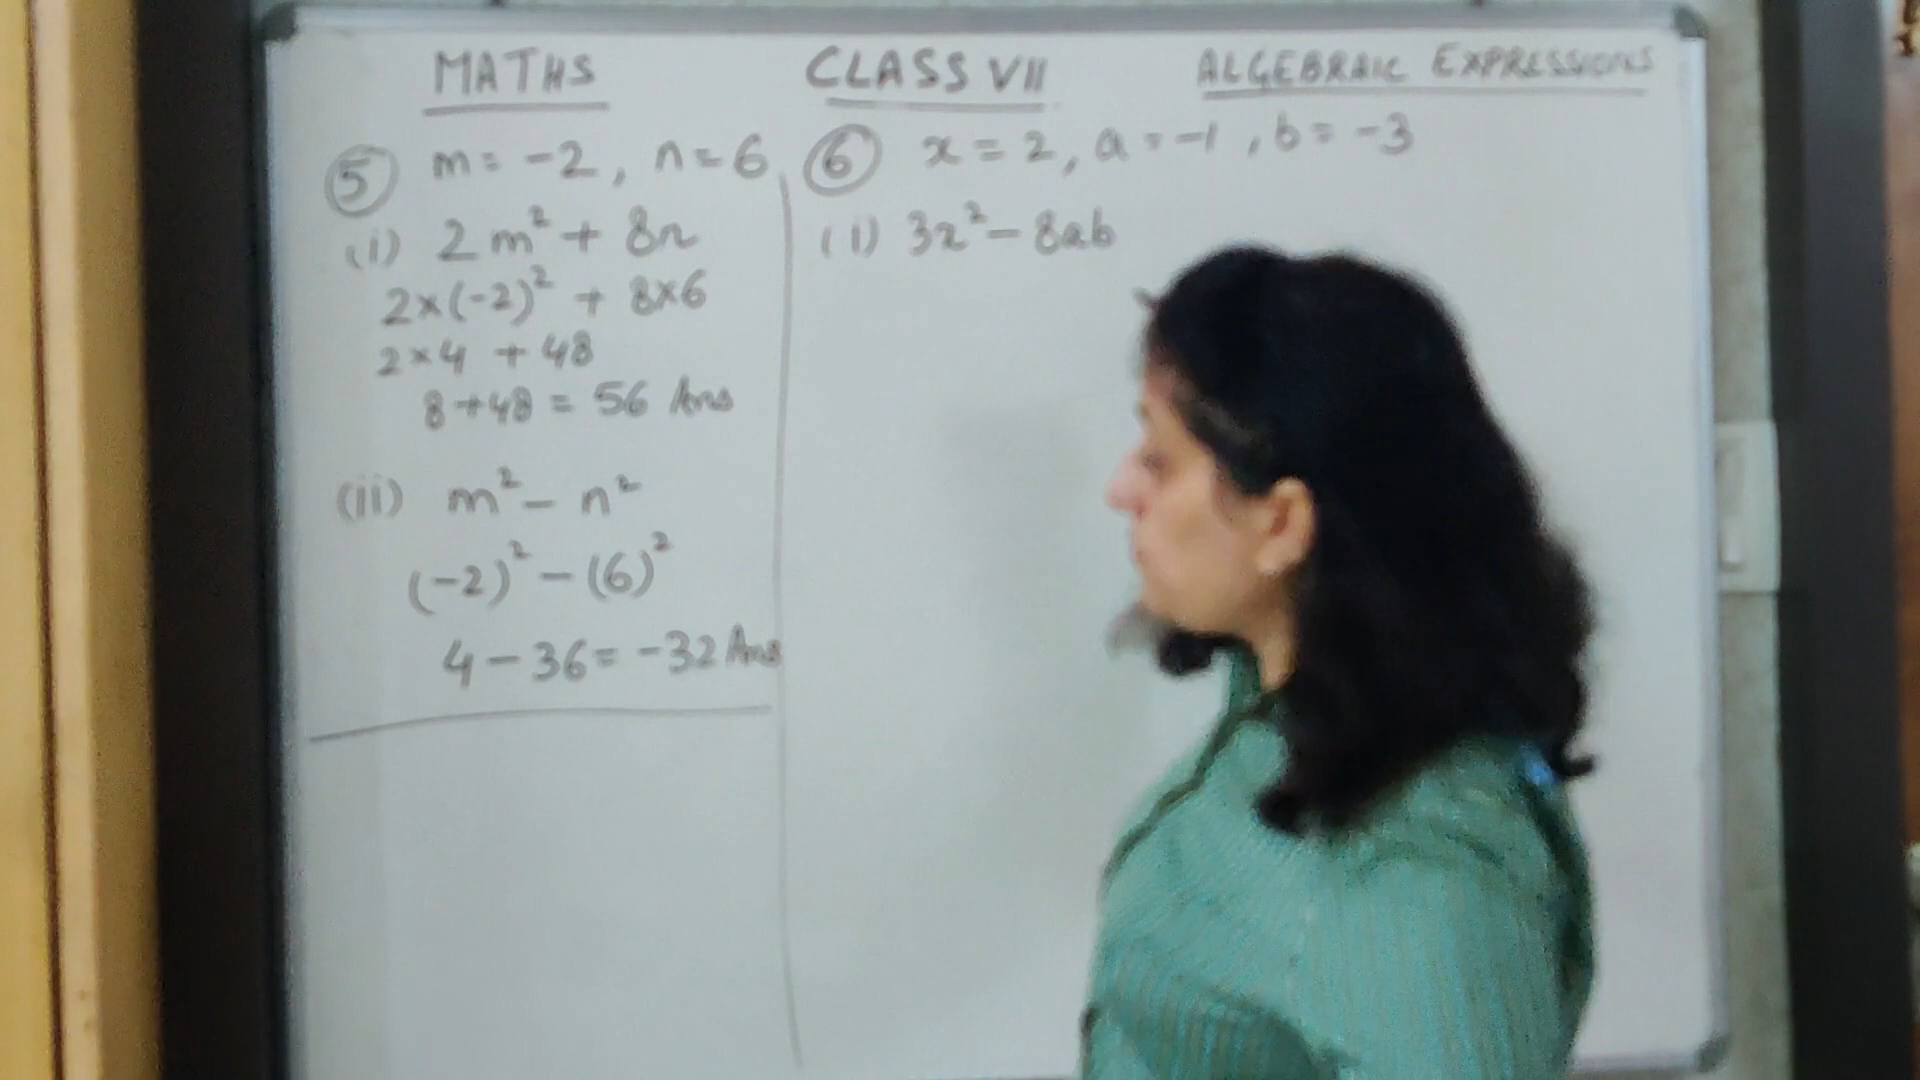 MATHS CLASS VII ALGEBRAIC EXPRESSIONS
⑤ m = -2, n = 6
(i) 2m² + 8n
2×(-2)² + 8×6
2×4 + 48
8+48 = 56 Ans
(ii) m² - n²
(-2)² - (6)²
4 - 36 = -32 Ans
⑥ x = 2, a = -1, b = -3
(i) 3x² - 8ab